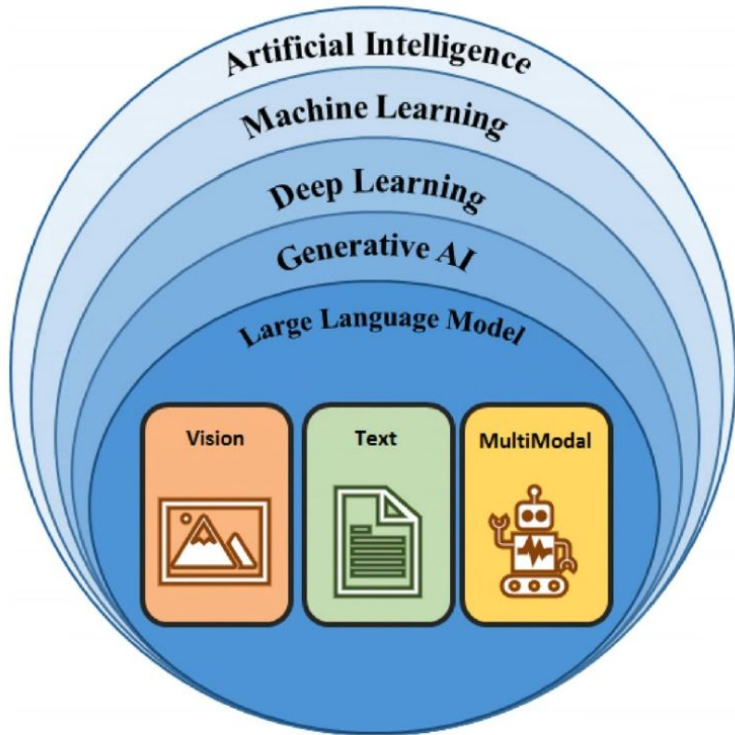 Artificial Intelligence
Machine Learning
Deep Learning
Generative AI
Large Language Model
Vision
Text
MultiModal